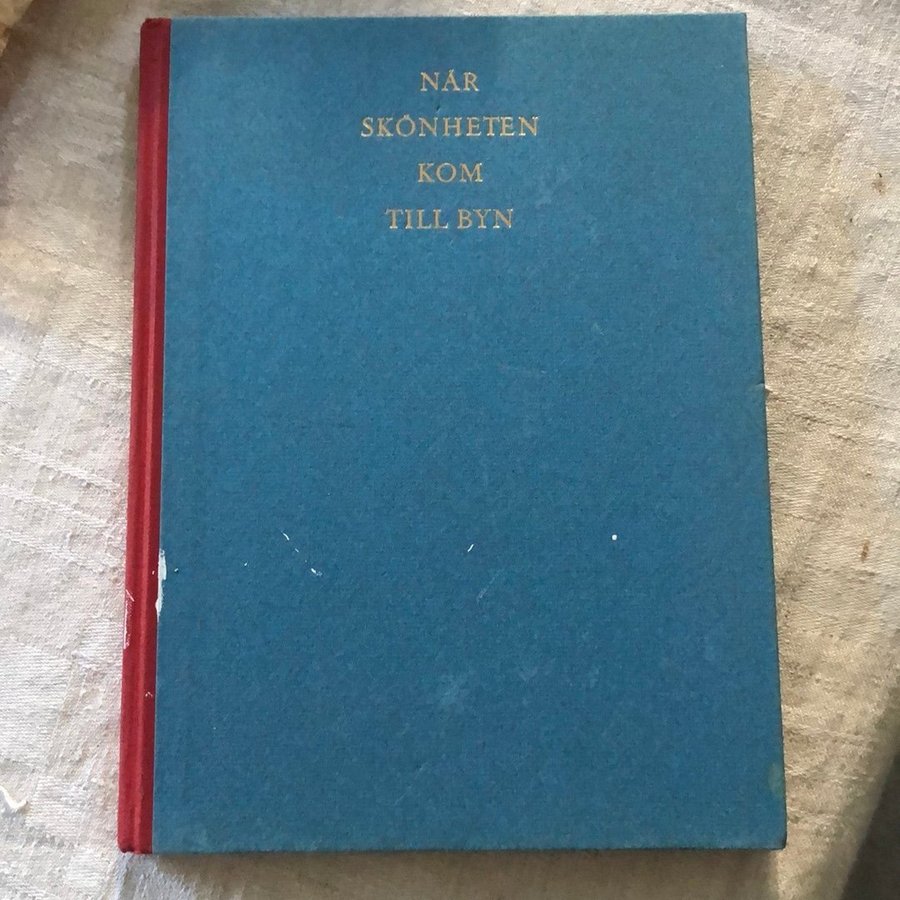 NÄR
SKÖNHETEN
KOM
TILL BYN